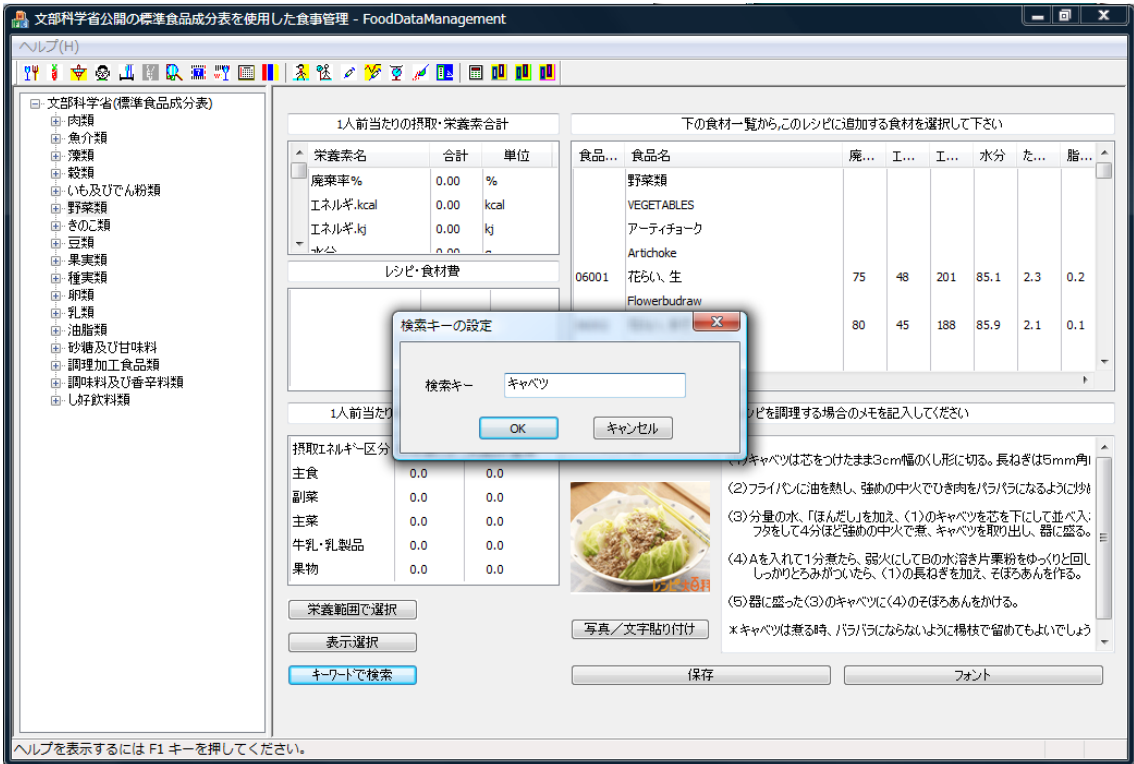 文部科学省公開の標準食品成分表を使用した食事管理 - FoodDataManagement
ヘルプ(H)
文部科学省(標準食品成分表)
肉類
魚介類
藻類
穀類
いも及びでん粉類
野菜類
きのこ類
豆類
果実類
種実類
卵類
乳類
油脂類
砂糖及び甘味料
調理加工食品類
調味料及び香辛料類
し好飲料類
1人前当たりの摂取・栄養素合計
栄養素名 合計 単位
廃棄率% 0.00 %
エネルギ.kcal 0.00 kcal
エネルギ.kj 0.00 kj
水分 0.00 g
レシピ・食材費
下の食材一覧から,このレシピに追加する食材を選択して下さい
食品... 食品名 廃... エ... エ... 水分 た... 脂...
野菜類
VEGETABLES
アーティチョーク
Artichoke
06001 花らい、生 75 48 201 85.1 2.3 0.2
Flowerbudraw
80 45 188 85.9 2.1 0.1
検索キーの設定
検索キー キャベツ
OK キャンセル
1人前当たり
摂取エネルギー区分
主食 0.0 0.0
副菜 0.0 0.0
主菜 0.0 0.0
牛乳・乳製品 0.0 0.0
果物 0.0 0.0
栄養範囲で選択
表示選択
キーワードで検索
レシピ大百科
写真/文字貼り付け
シピを調理する場合のメモを記入してください
(1)キャベツは芯をつけたまま3cm幅のくし形に切る。長ねぎは5mm角
(2)フライパンに油を熱し、強めの中火でひき肉をパラパラになるように炒め
(3)分量の水、「ほんだし」を加え、(1)のキャベツを芯を下にして並べ入
フタをして4分ほど強めの中火で煮、キャベツを取り出し、器に盛る。
(4)Aを入れて1分煮たら、弱火にしてBの水溶き片栗粉をゆっくりと回し
しっかりとろみがついたら、(1)の長ねぎを加え、そぼろあんを作る。
(5)器に盛った(3)のキャベツに(4)のそぼろあんをかける。
*キャベツは煮る時、バラバラにならないように楊枝で留めてもよいでしょう
保存 フォント
ヘルプを表示するには F1 キーを押してください。